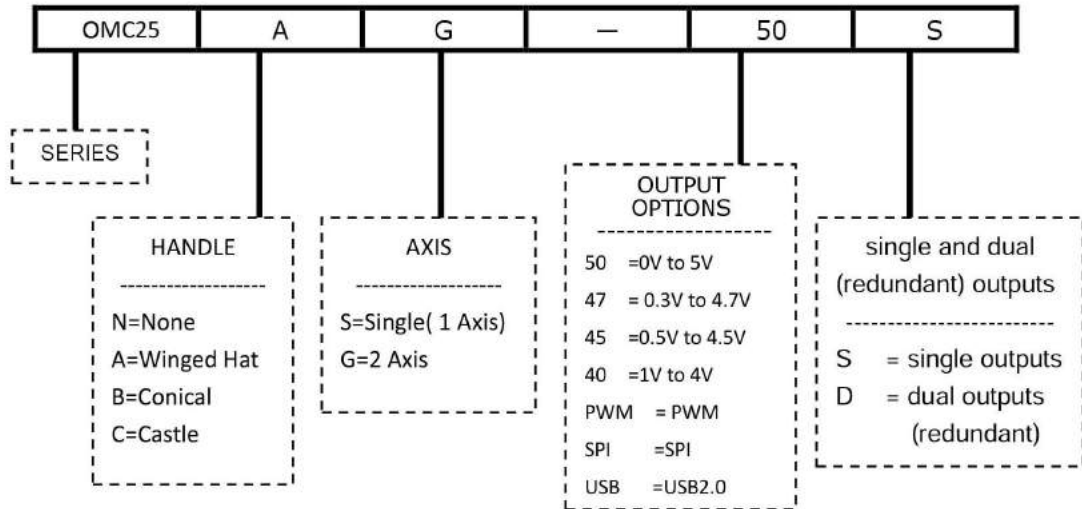 OMC25 A G — 50 S
SERIES
HANDLE
N=None
A=Winged Hat
B=Conical
C=Castle
AXIS
S=Single( 1 Axis)
G=2 Axis
OUTPUT
OPTIONS
50 =0V to 5V
47 = 0.3V to 4.7V
45 =0.5V to 4.5V
40 =1V to 4V
PWM = PWM
SPI =SPI
USB =USB2.0
single and dual
(redundant) outputs
S = single outputs
D = dual outputs
(redundant)